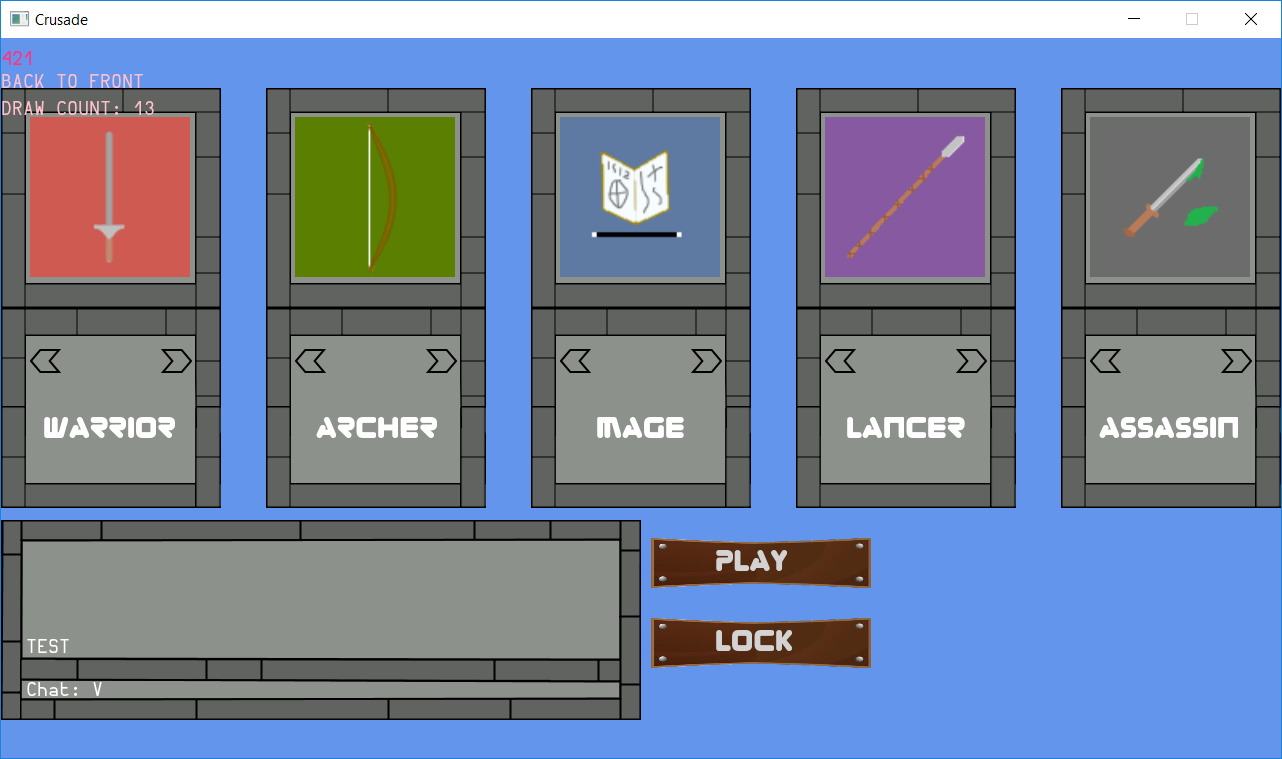 Crusade
421
BACK TO FRONT
DRAW COUNT: 13
WARRIOR
ARCHER
MAGE
LANCER
ASSASSIN
PLAY
LOCK
TEST
Chat: V